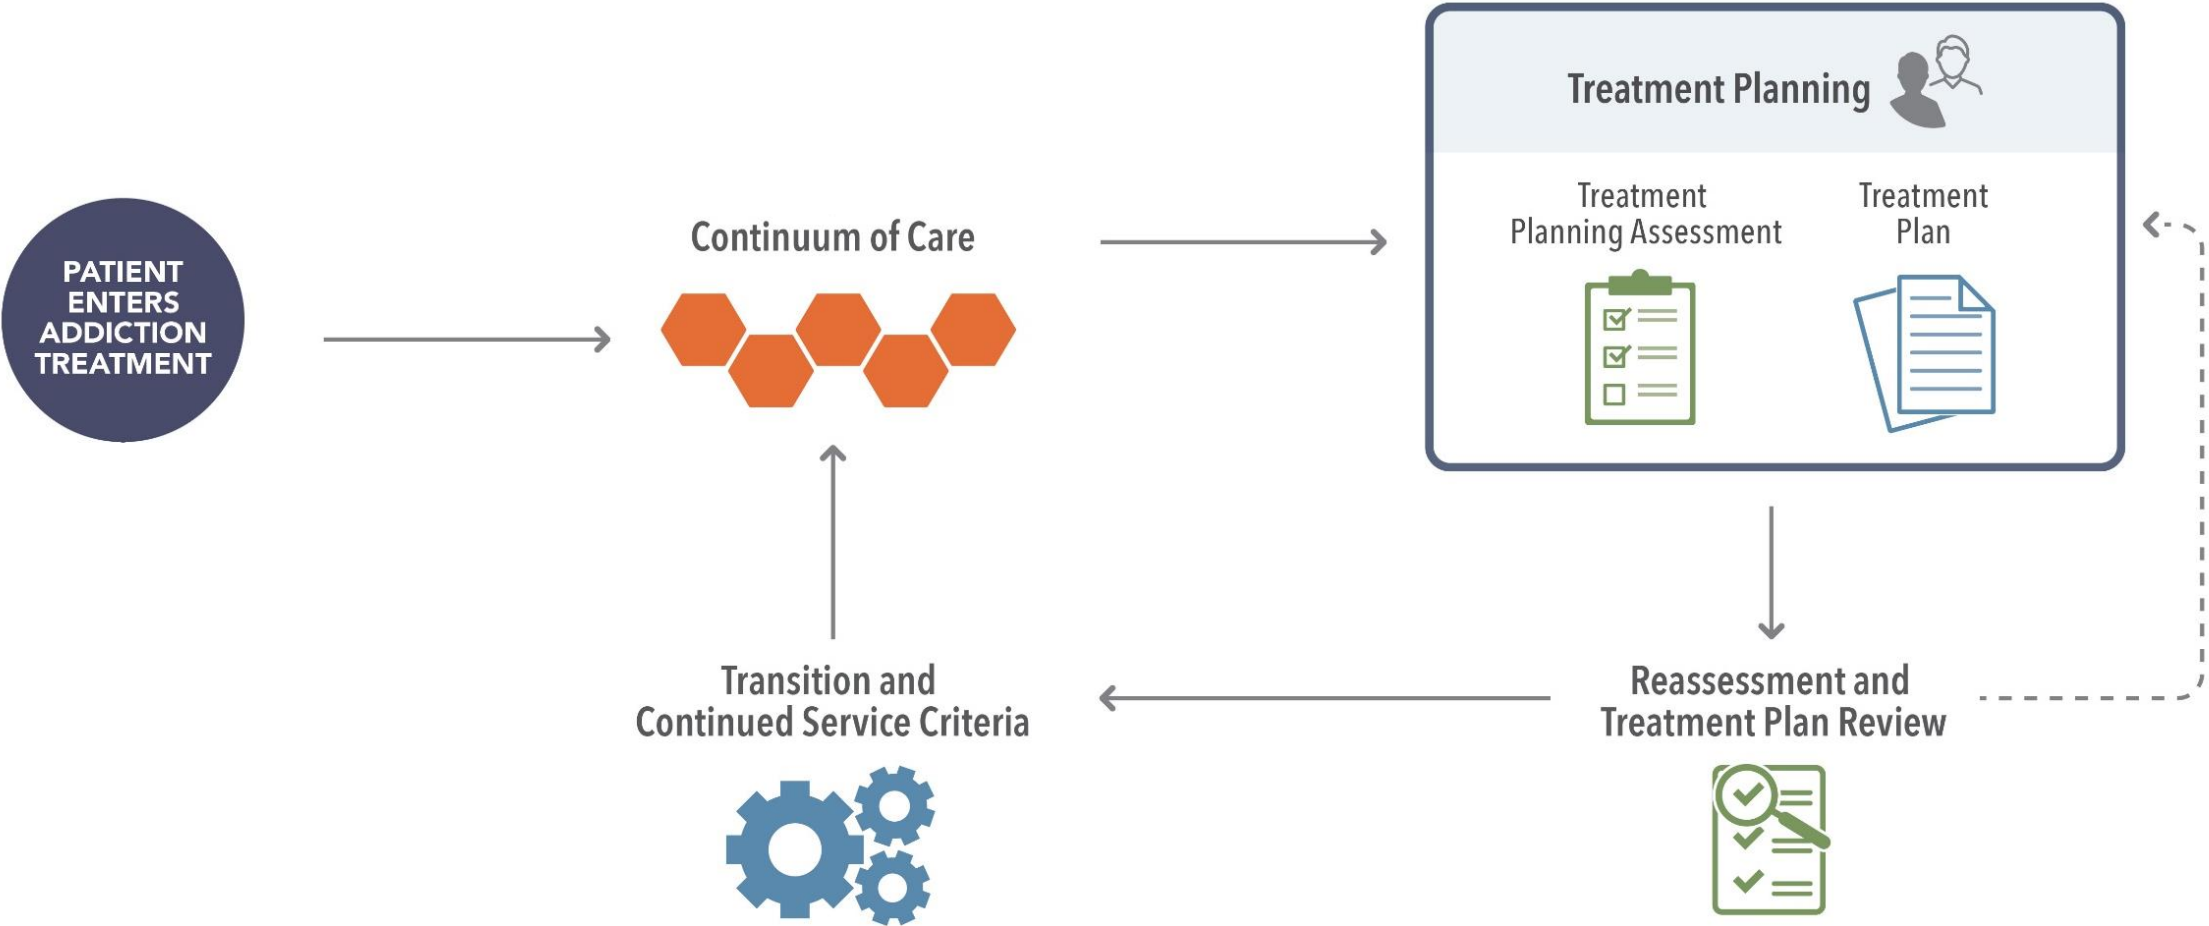 PATIENT
ENTERS
ADDICTION
TREATMENT
Continuum of Care
Treatment Planning
Treatment
Planning Assessment
Treatment
Plan
Transition and
Continued Service Criteria
Reassessment and
Treatment Plan Review